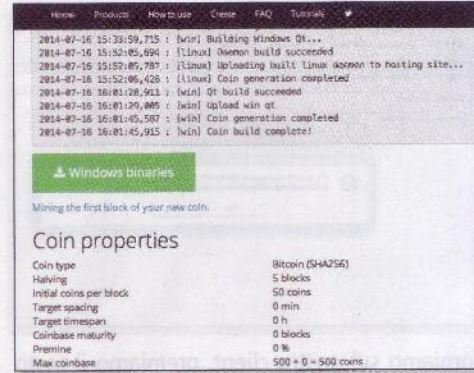 Home Products How to use Create FAQ Tutorials
2014-07-16 15:33:59,715 : [win] Building Windows Qt...
2014-07-16 15:52:05,694 : [linux] Daemon build succeeded
2014-07-16 15:52:05,787 : [linux] Uploading built linux daemon to hosting site...
2014-07-16 15:52:06,426 : [linux] Coin generation completed
2014-07-16 16:01:28,911 : [win] Qt build succeeded
2014-07-16 16:01:29,005 : [win] Upload win qt
2014-07-16 16:01:45,587 : [win] Coin generation completed
2014-07-16 16:01:45,915 : [win] Coin build complete!
Windows binaries
Mining the first block of your new coin.
Coin properties
Coin type Bitcoin (SHA256)
Halving 5 blocks
Initial coins per block 50 coins
Target spacing 0 min
Target timespan 0 h
Coinbase maturity 0 blocks
Premine 0 %
Max coinbase 500 + 0 = 500 coins